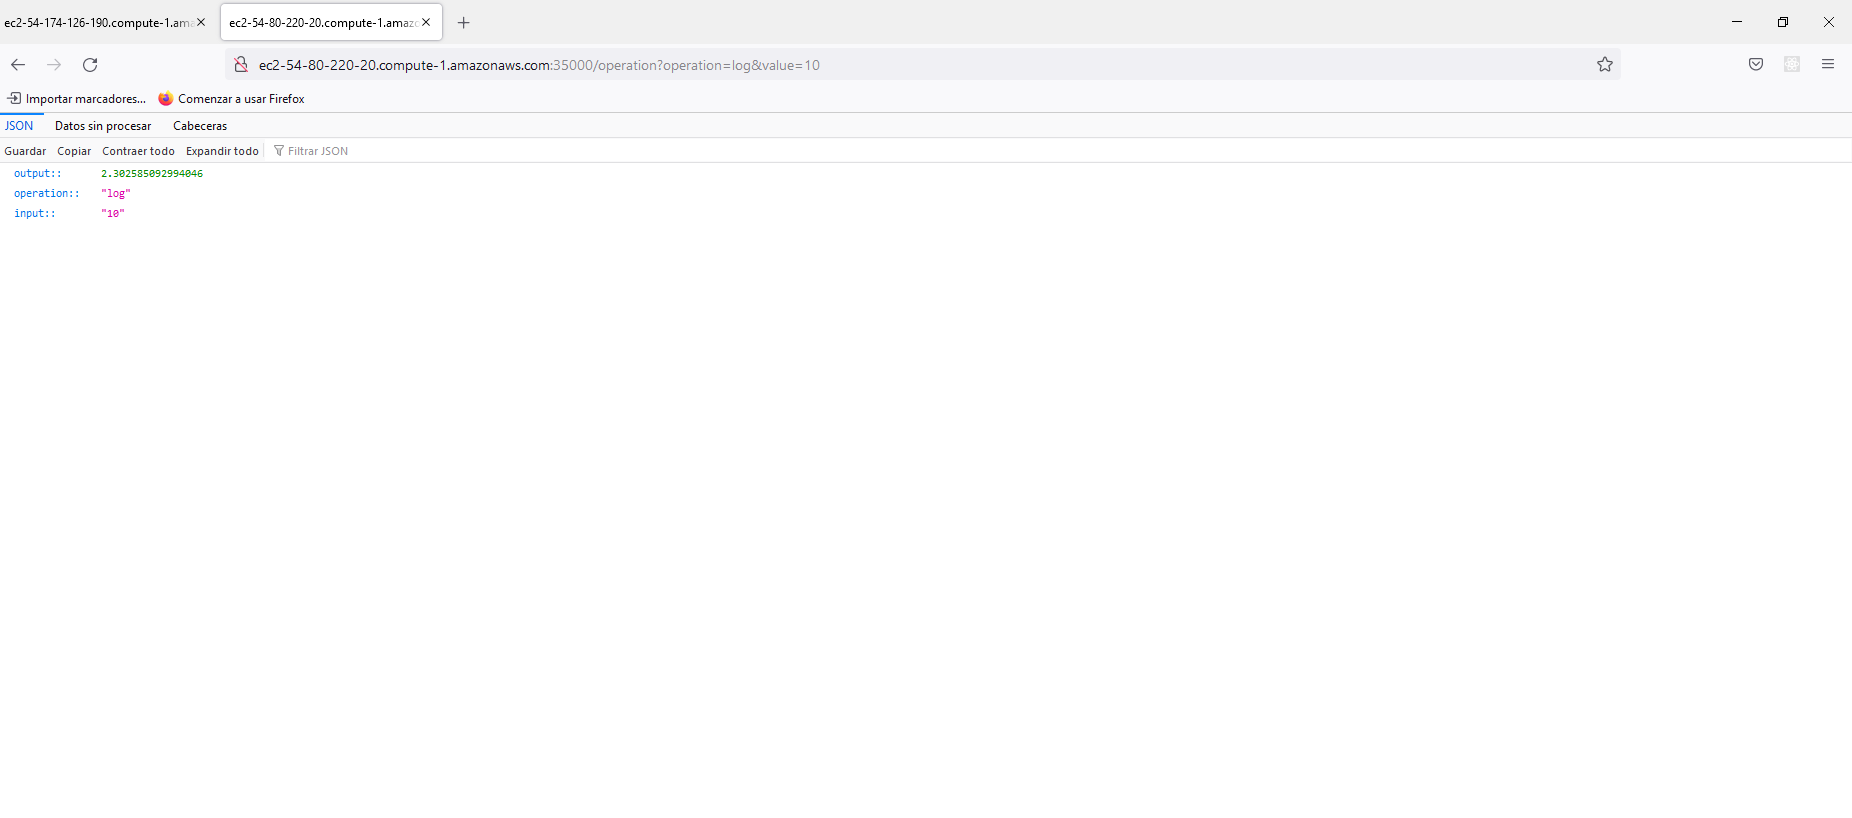 ec2-54-174-126-190.compute-1.ama
ec2-54-80-220-20.compute-1.amazo
ec2-54-80-220-20.compute-1.amazonaws.com:35000/operation?operation=log&value=10
Importar marcadores... Comenzar a usar Firefox
JSON Datos sin procesar Cabeceras
Guardar Copiar Contraer todo Expandir todo Filtrar JSON
output:: 2.302585092994046
operation:: "log"
input:: "10"